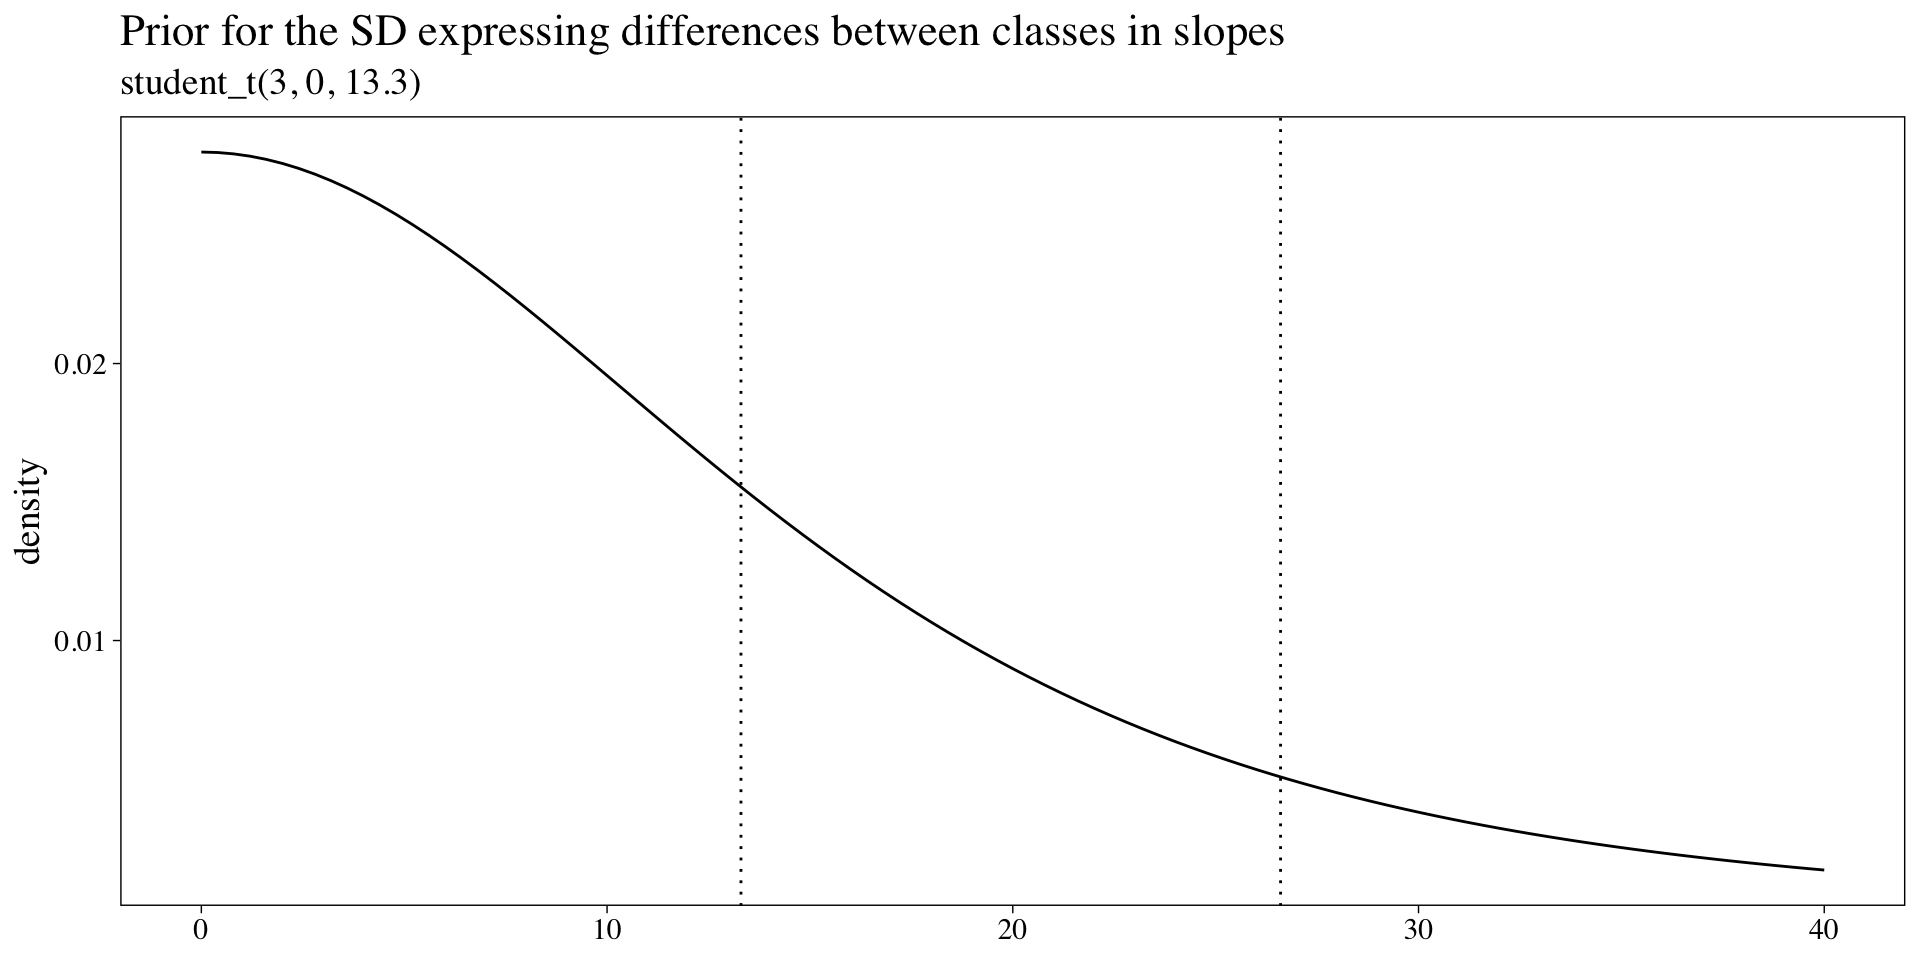 Prior for the SD expressing differences between classes in slopes
student_t(3, 0, 13.3)
0.02
0.01
density
0 10 20 30 40